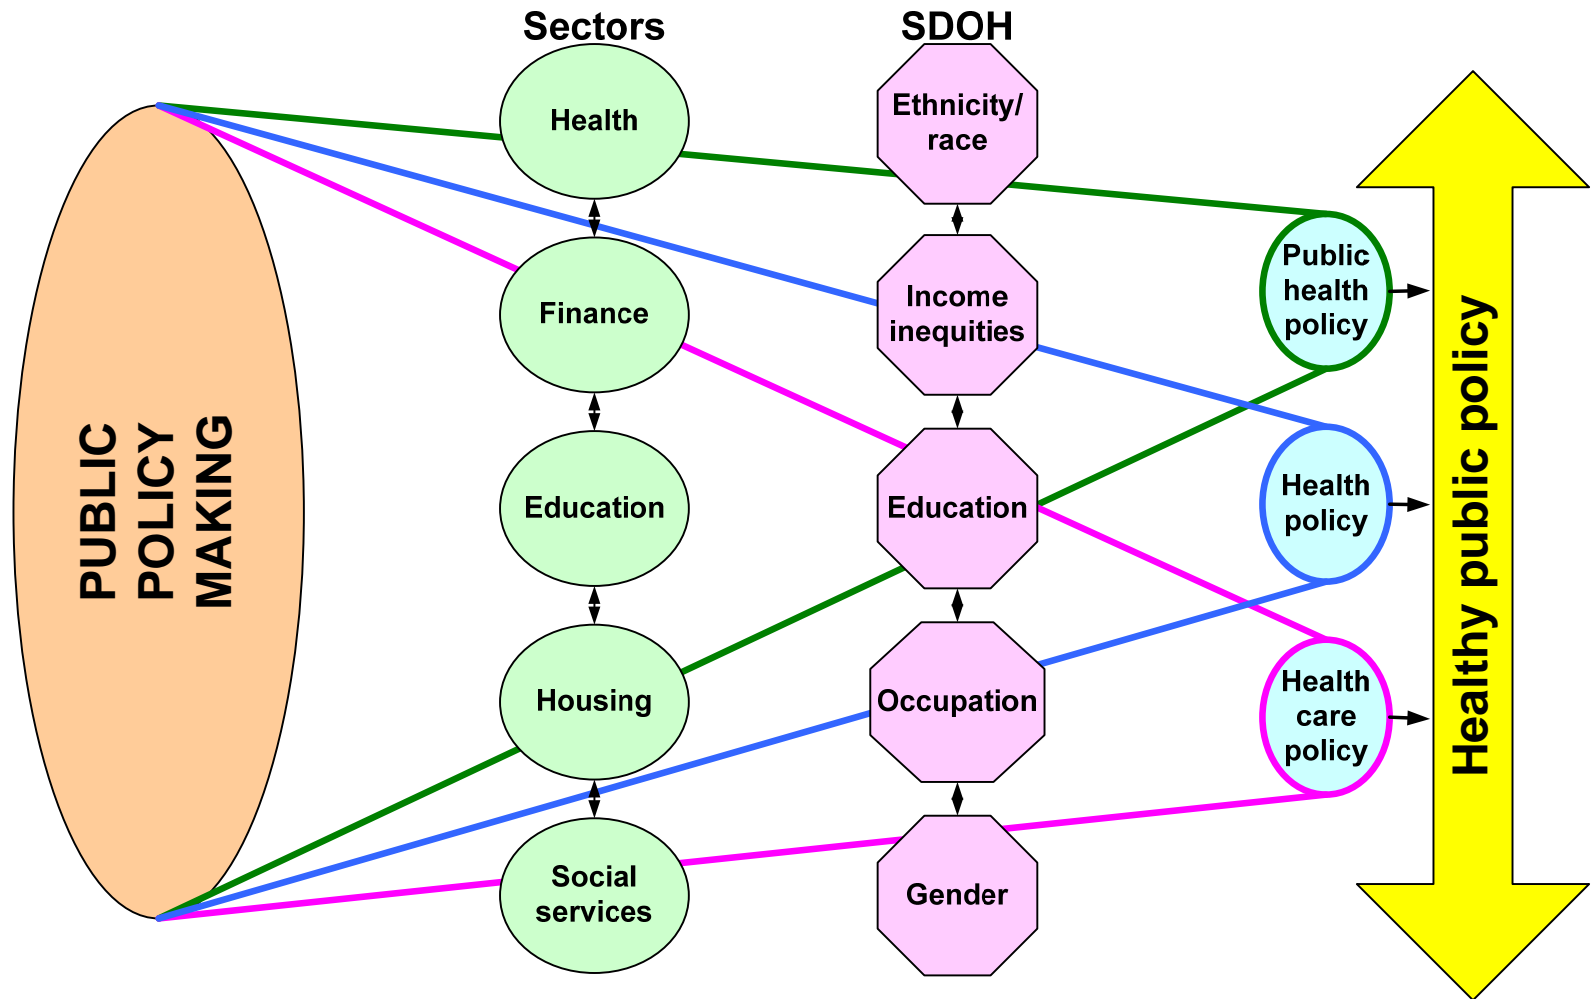 Sectors
SDOH
PUBLIC
POLICY
MAKING
Health
Finance
Education
Housing
Social
services
Ethnicity/
race
Income
inequities
Education
Occupation
Gender
Public
health
policy
Health
policy
Health
care
policy
Healthy public policy